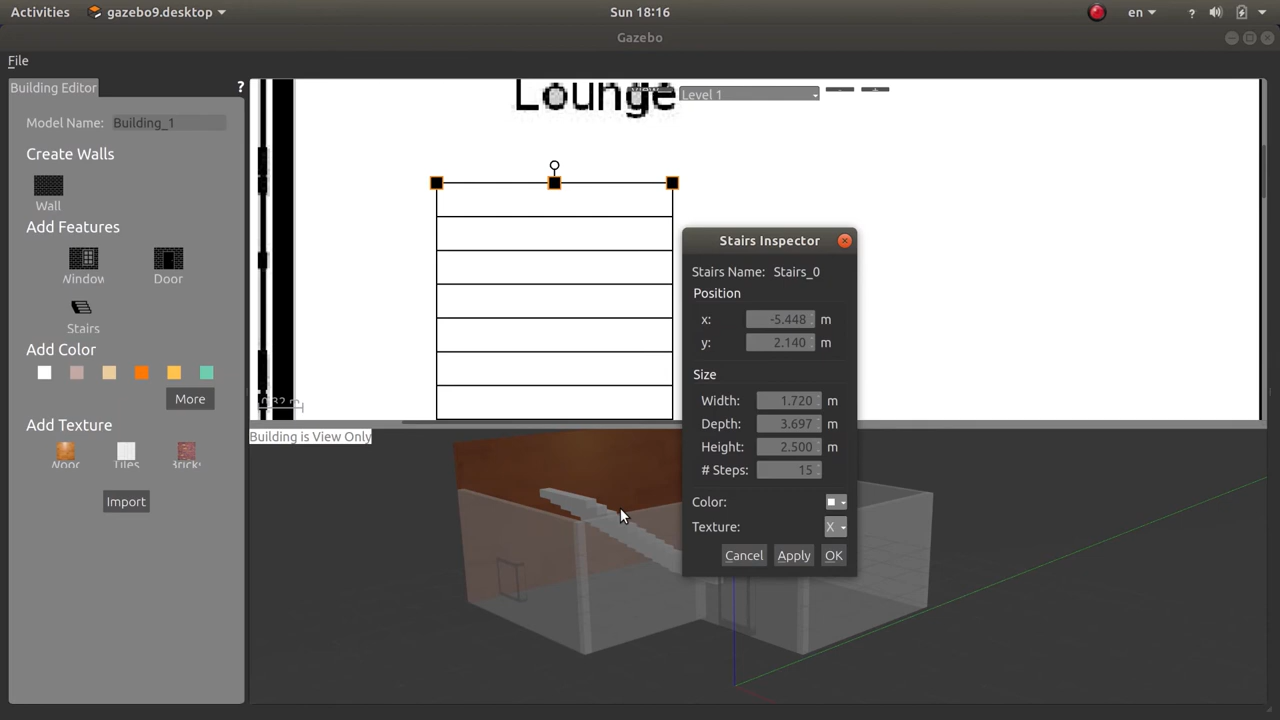 Activities gazebo9.desktop Sun 18:16 en ?
Gazebo
File
Building Editor ?
Model Name: Building_1
Create Walls
Wall
Add Features
Window Door
Stairs
Add Color
More
Add Texture
Wood Tiles Bricks
Import
Lounge
Level 1
- +
Building is View Only
Stairs Inspector
Stairs Name: Stairs_0
Position
x: -5.448 m
y: 2.140 m
Size
Width: 1.720 m
Depth: 3.697 m
Height: 2.500 m
# Steps: 15
Color:
Texture: X
Cancel Apply OK